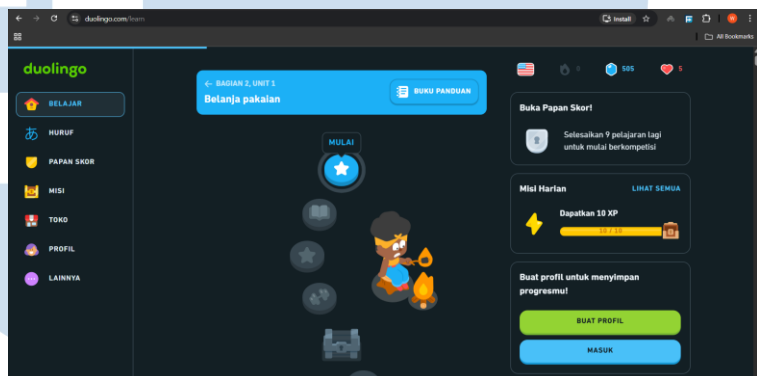 duolingo.com/learn
Install
All Bookmarks
duolingo
BELAJAR
あ HURUF
PAPAN SKOR
MISI
TOKO
PROFIL
LAINNYA
← BAGIAN 2, UNIT 1
Belanja pakaian
BUKU PANDUAN
MULAI
505
5
Buka Papan Skor!
Selesaikan 9 pelajaran lagi
untuk mulai berkompetisi
Misi Harian
LIHAT SEMUA
Dapatkan 10 XP
10 / 10
Buat profil untuk menyimpan
progresmu!
BUAT PROFIL
MASUK